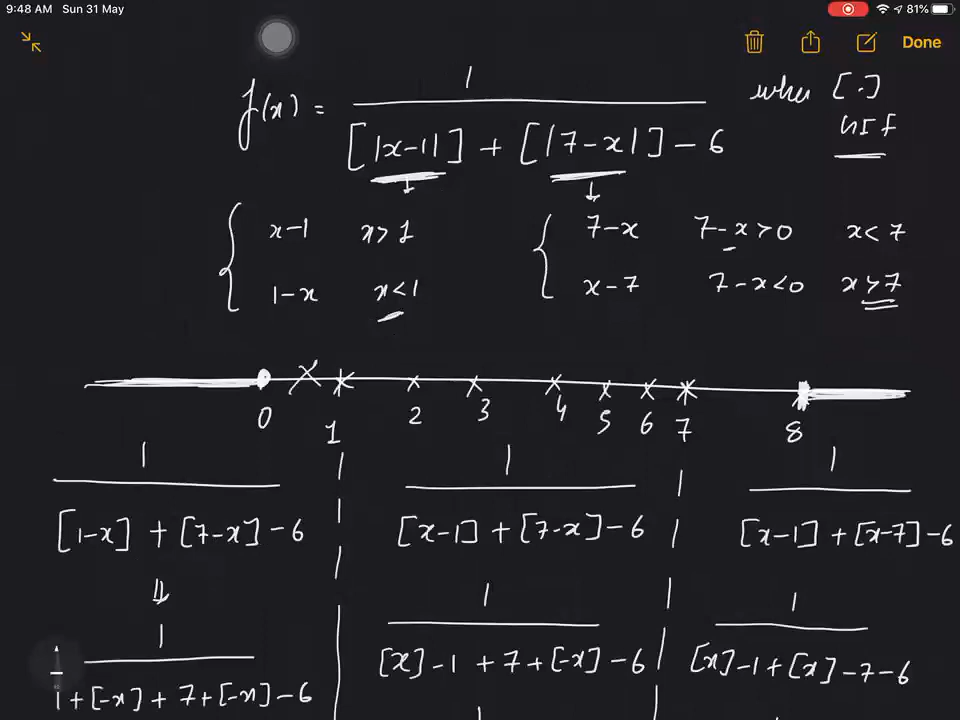 9:48 AM Sun 31 May 81%
Done
f(x) = 1 / ([|x-1|] + [|7-x|] - 6) when [.]
GIF
x-1 x>1 7-x 7-x>0 x<7
1-x x<1 x-7 7-x<0 x>7
0 1 2 3 4 5 6 7 8
1 / ([1-x] + [7-x] - 6) 1 / ([x-1] + [7-x] - 6) 1 / ([x-1] + [x-7] - 6)
⇓
1 / (1+[-x] + 7+[-x] - 6) 1 / ([x]-1 + 7+[-x] - 6) 1 / ([x]-1+[x]-7-6)